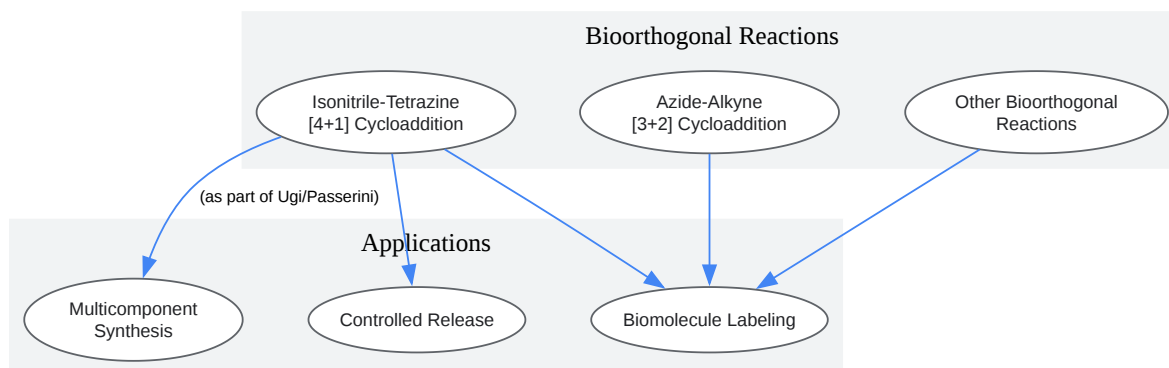 Bioorthogonal Reactions
Isonitrile-Tetrazine
[4+1] Cycloaddition
Azide-Alkyne
[3+2] Cycloaddition
Other Bioorthogonal
Reactions
(as part of Ugi/Passerini)
Applications
Multicomponent
Synthesis
Controlled Release
Biomolecule Labeling